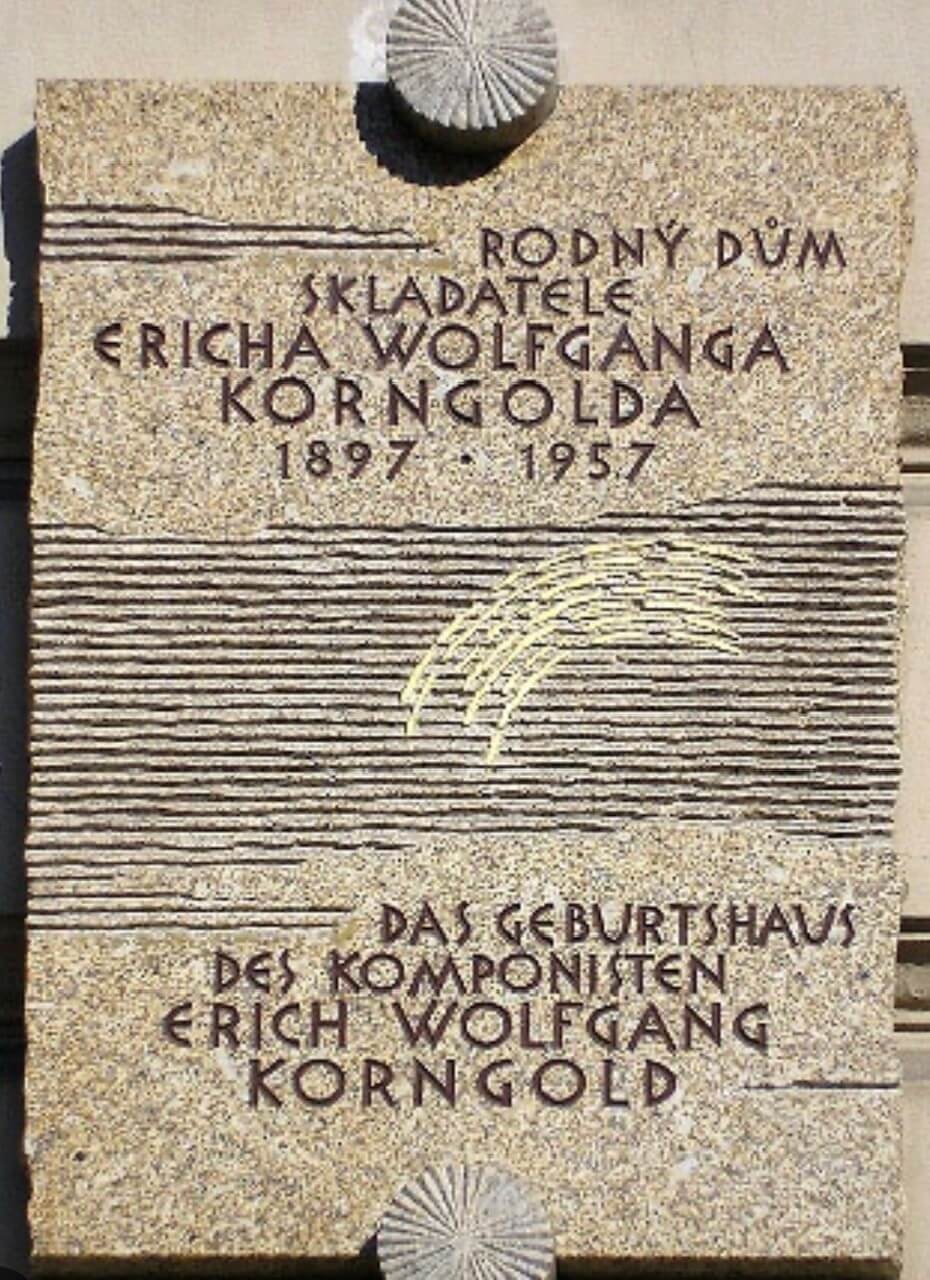 RODNÝ DŮM
SKLADATELE
ERICHA WOLFGANGA
KORNGOLDA
1897 · 1957
DAS GEBURTSHAUS
DES KOMPONISTEN
ERICH WOLFGANG
KORNGOLD